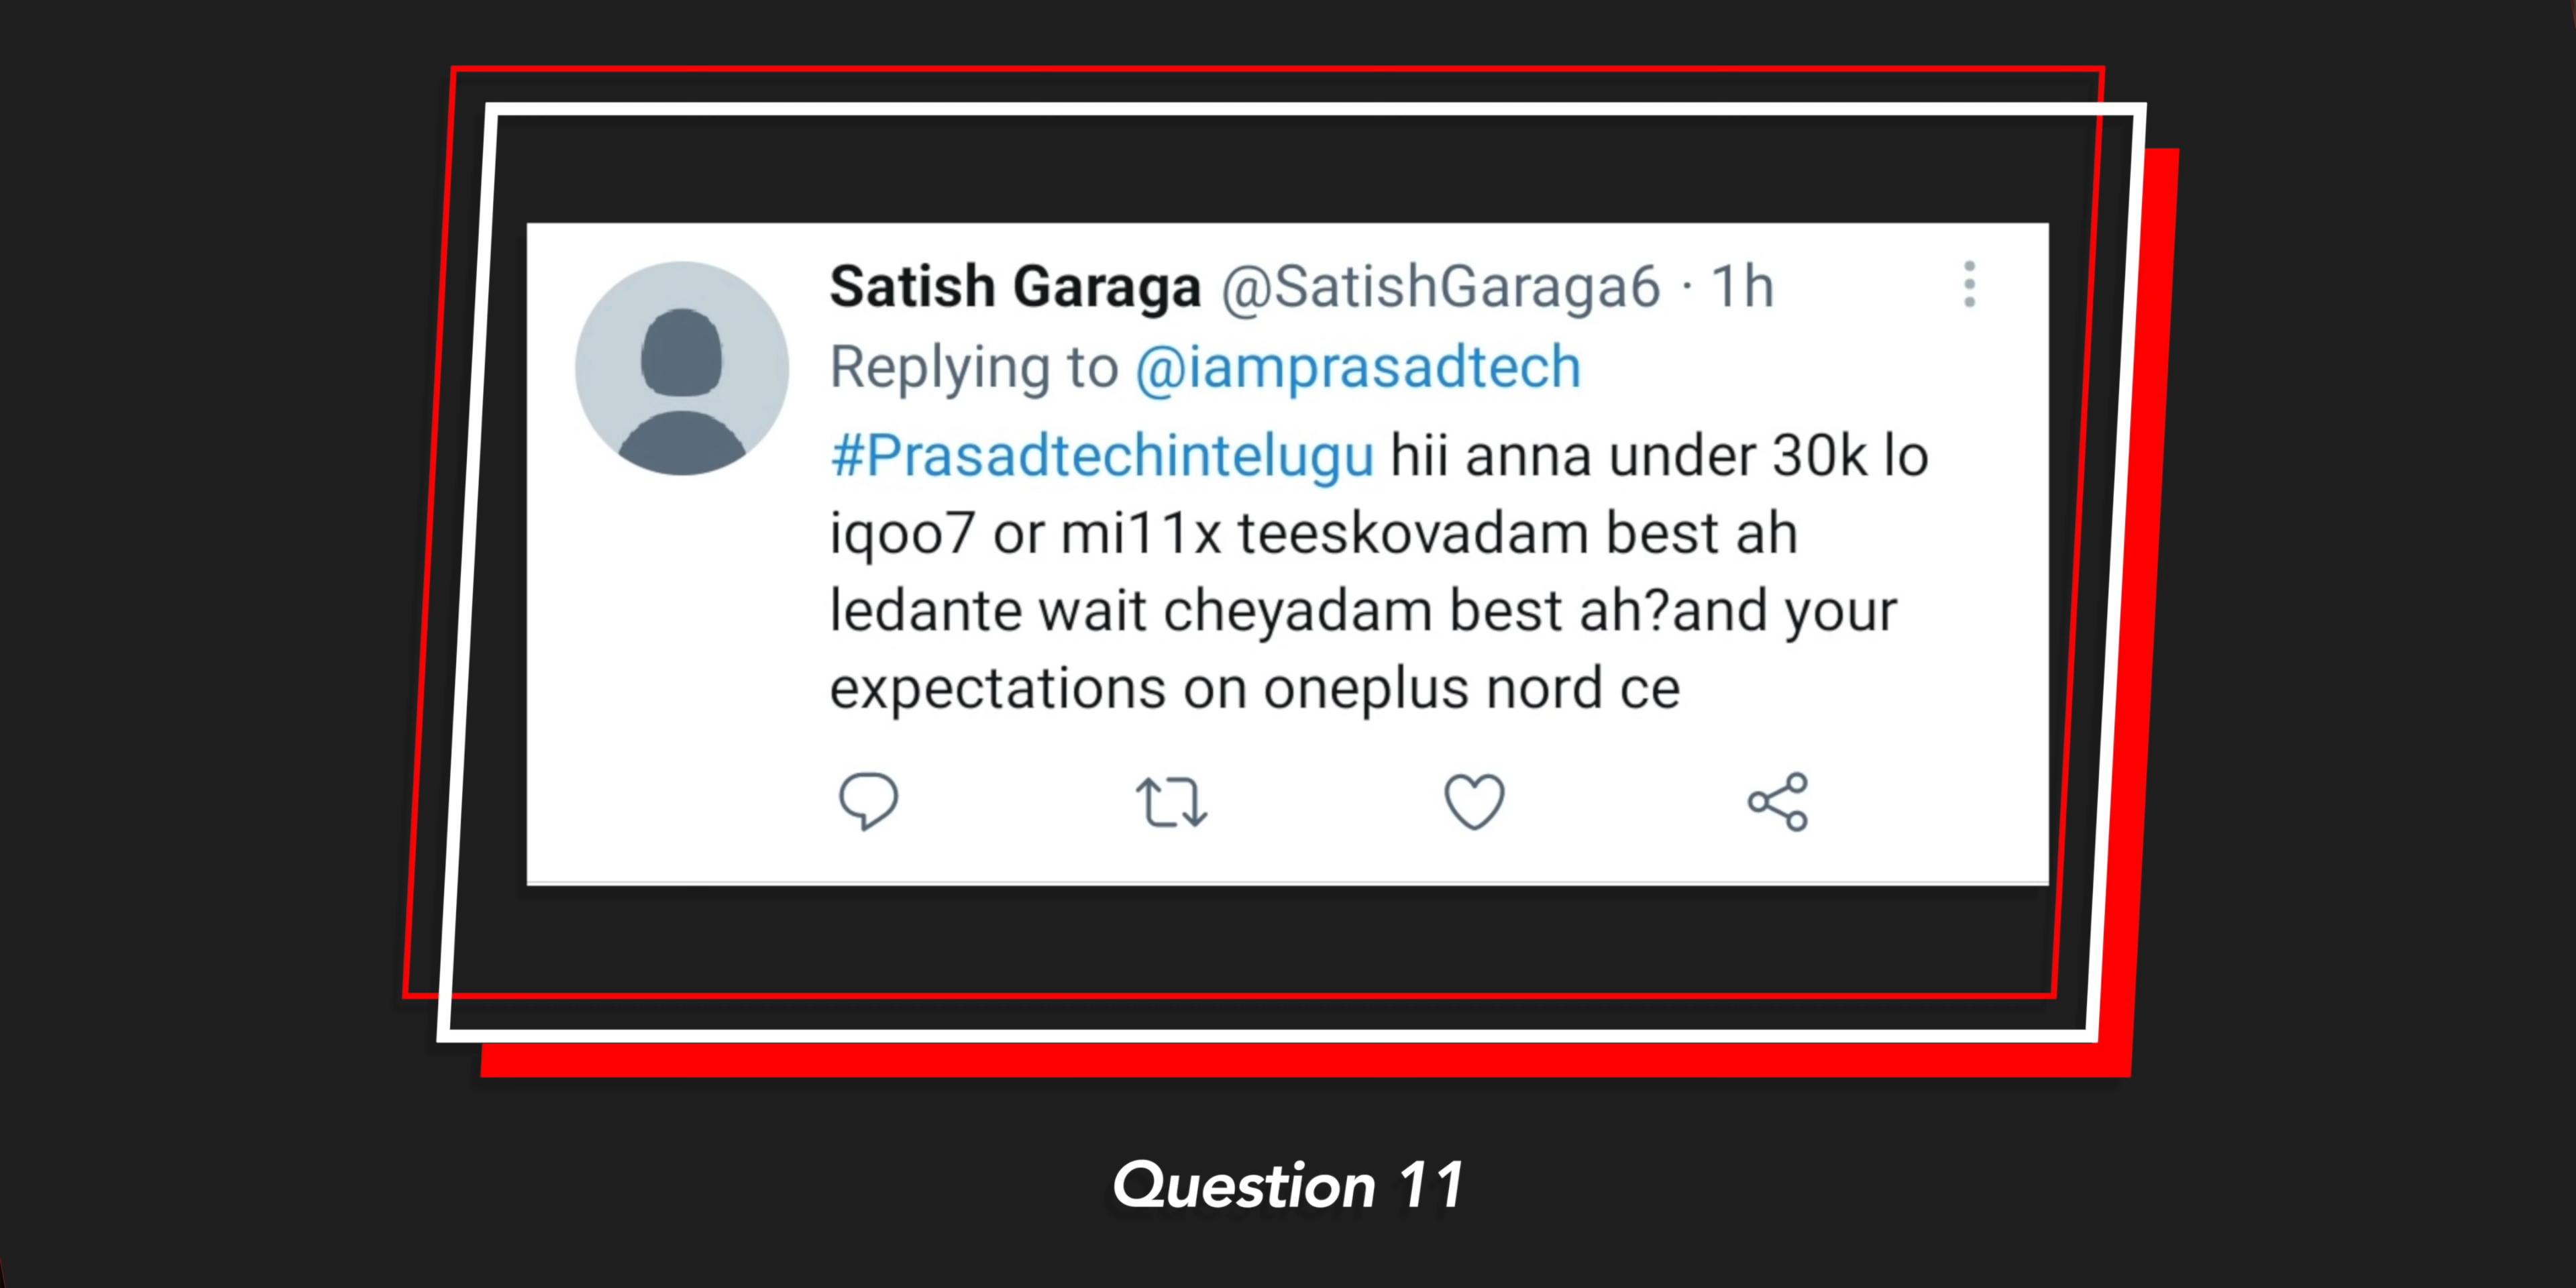 Satish Garaga @SatishGaraga6 · 1h
Replying to @iamprasadtech
#Prasadtechintelugu hii anna under 30k lo
iqoo7 or mi11x teeskovadam best ah
ledante wait cheyadam best ah?and your
expectations on oneplus nord ce
Question 11